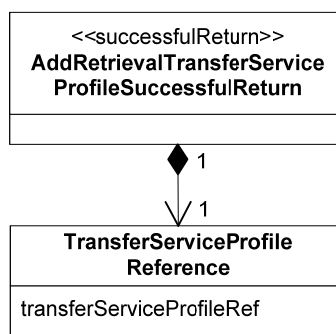 <<successfulReturn>>
AddRetrievalTransferService
ProfileSuccessfulReturn
1
1
TransferServiceProfile
Reference
transferServiceProfileRef